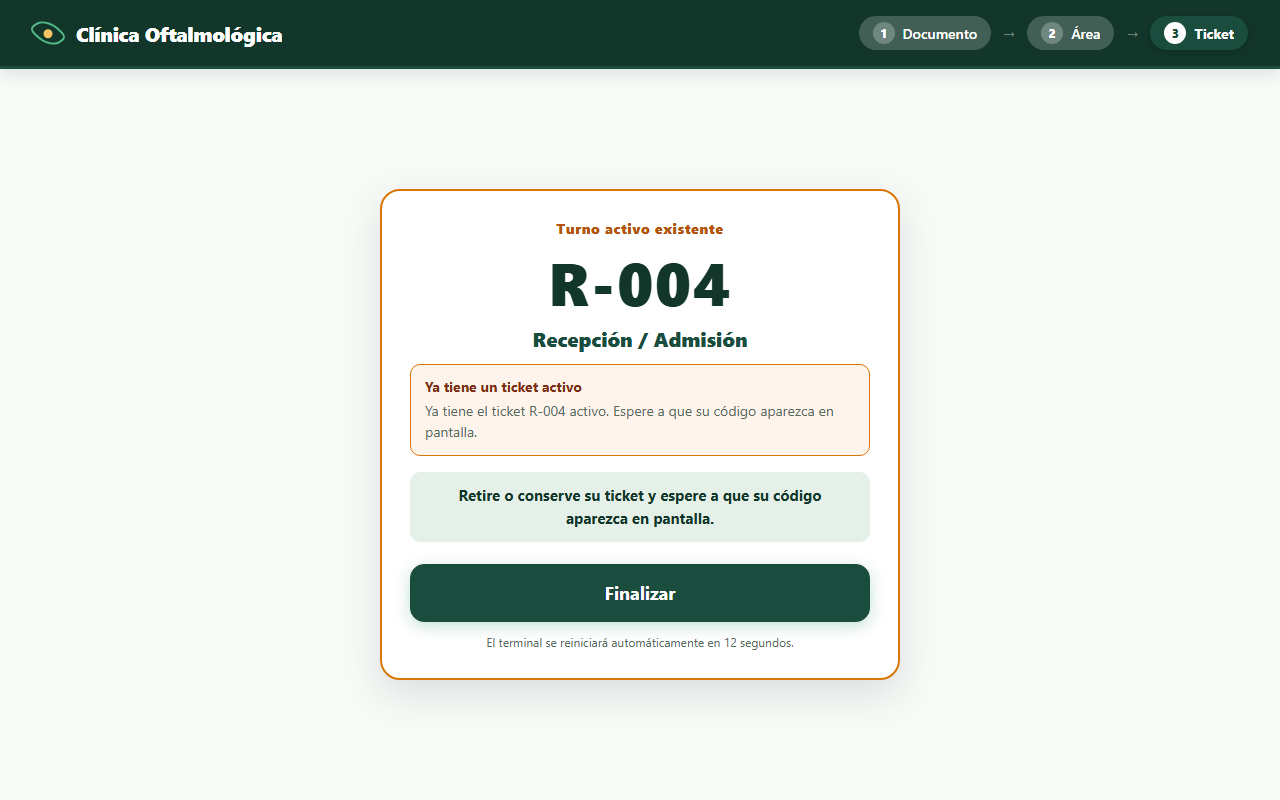 Clínica Oftalmológica
1 Documento → 2 Área → 3 Ticket
Turno activo existente
R-004
Recepción / Admisión
Ya tiene un ticket activo
Ya tiene el ticket R-004 activo. Espere a que su código aparezca en
pantalla.
Retire o conserve su ticket y espere a que su código
aparezca en pantalla.
Finalizar
El terminal se reiniciará automáticamente en 12 segundos.